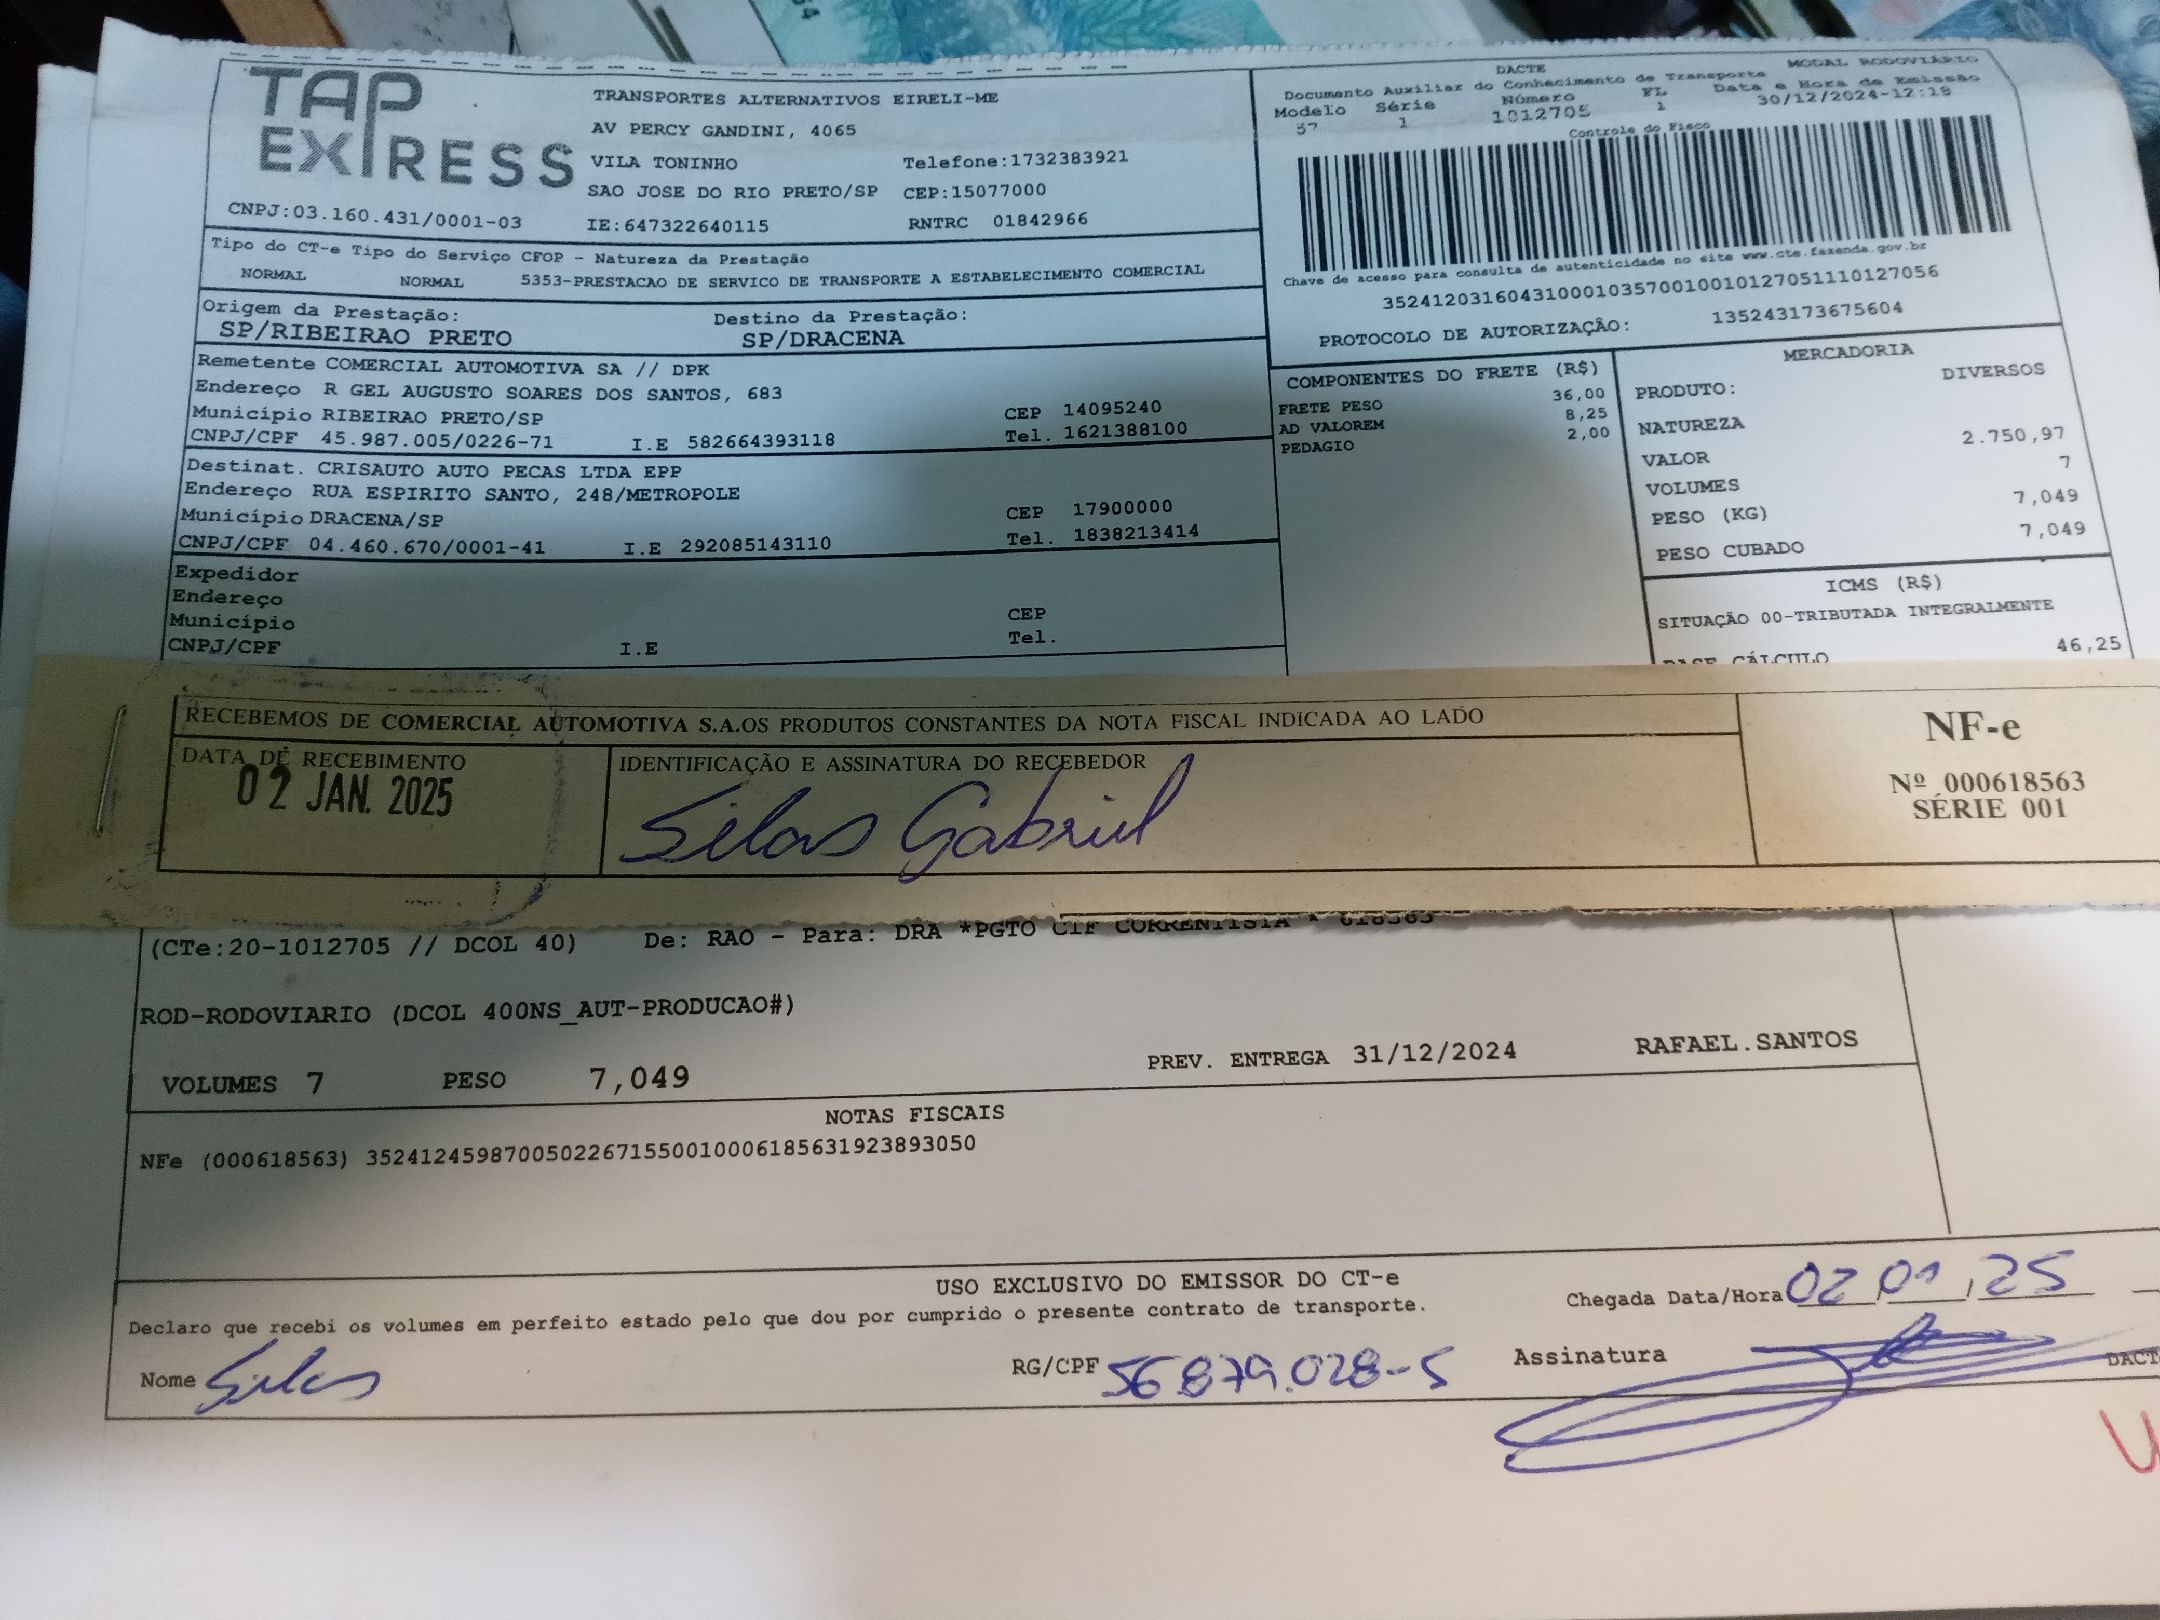 TAP EXPRESS
TRANSPORTES ALTERNATIVOS EIRELI-ME
AV PERCY GANDINI, 4065
VILA TONINHO Telefone:1732383921
SAO JOSE DO RIO PRETO/SP CEP:15077000
CNPJ:03.160.431/0001-03 IE:647322640115 RNTRC 01842966
DACTE MODAL RODOVIÁRIO
Documento Auxiliar do Conhecimento de Transporte
Modelo Série Número FL Data e Hora de Emissão
57 1 1012705 1 30/12/2024-12:18
Controle do Fisco
Chave de acesso para consulta de autenticidade no site www.cte.fazenda.gov.br
35241203160431000103570010010127051110127056
PROTOCOLO DE AUTORIZAÇÃO: 135243173675604
Tipo do CT-e Tipo do Serviço CFOP - Natureza da Prestação
NORMAL NORMAL 5353-PRESTACAO DE SERVICO DE TRANSPORTE A ESTABELECIMENTO COMERCIAL
Origem da Prestação: Destino da Prestação:
SP/RIBEIRAO PRETO SP/DRACENA
Remetente COMERCIAL AUTOMOTIVA SA // DPK
Endereço R GEL AUGUSTO SOARES DOS SANTOS, 683
Município RIBEIRAO PRETO/SP CEP 14095240
CNPJ/CPF 45.987.005/0226-71 I.E 582664393118 Tel. 1621388100
Destinat. CRISAUTO AUTO PECAS LTDA EPP
Endereço RUA ESPIRITO SANTO, 248/METROPOLE
Município DRACENA/SP CEP 17900000
CNPJ/CPF 04.460.670/0001-41 I.E 292085143110 Tel. 1838213414
Expedidor
Endereço
Município CEP
CNPJ/CPF I.E Tel.
COMPONENTES DO FRETE (R$)
FRETE PESO 36,00
AD VALOREM 8,25
PEDAGIO 2,00
MERCADORIA
PRODUTO: DIVERSOS
NATUREZA
VALOR 2.750,97
VOLUMES 7
PESO (KG) 7,049
PESO CUBADO 7,049
ICMS (R$)
SITUAÇÃO 00-TRIBUTADA INTEGRALMENTE
BASE CÁLCULO 46,25
RECEBEMOS DE COMERCIAL AUTOMOTIVA S.A.OS PRODUTOS CONSTANTES DA NOTA FISCAL INDICADA AO LADO
DATA DE RECEBIMENTO IDENTIFICAÇÃO E ASSINATURA DO RECEBEDOR
02 JAN. 2025 Silas Gabriel
NF-e
Nº 000618563
SÉRIE 001
(CTe:20-1012705 // DCOL 40) De: RAO - Para: DRA *PGTO CIF CORRENTISTA * 618563
ROD-RODOVIARIO (DCOL 400NS_AUT-PRODUCAO#)
VOLUMES 7 PESO 7,049 PREV. ENTREGA 31/12/2024 RAFAEL.SANTOS
NOTAS FISCAIS
NFe (000618563) 35241245987005022671550010006185631923893050
USO EXCLUSIVO DO EMISSOR DO CT-e
Declaro que recebi os volumes em perfeito estado pelo que dou por cumprido o presente contrato de transporte. Chegada Data/Hora 02/01/25
Nome Silas RG/CPF 56.879.028-5 Assinatura
DACT